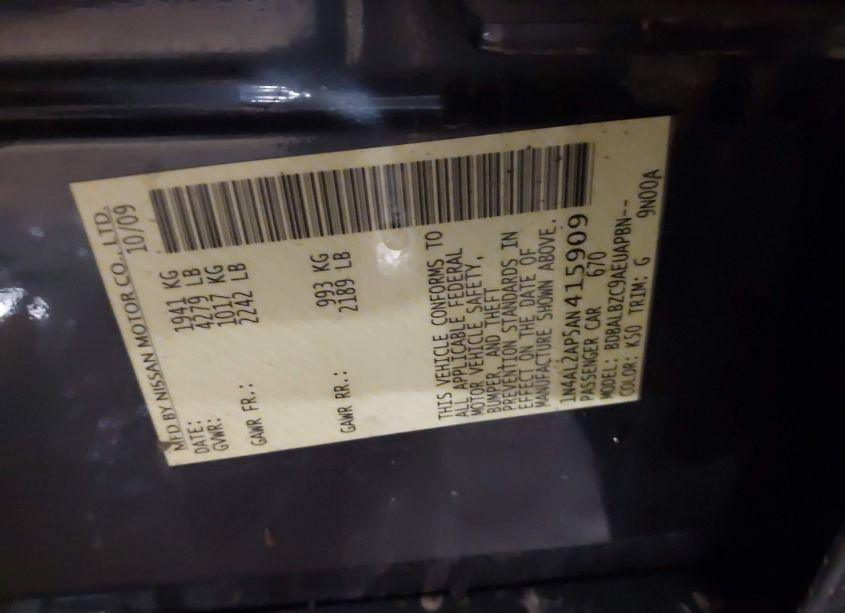 MFD BY NISSAN MOTOR CO., LTD.
DATE: 10/09
GVWR: 1941 KG
4279 LB
GAWR FR.: 1017 KG
2242 LB
GAWR RR.: 993 KG
2189 LB
THIS VEHICLE CONFORMS TO
ALL APPLICABLE FEDERAL
MOTOR VEHICLE SAFETY,
BUMPER, AND THEFT
PREVENTION STANDARDS IN
EFFECT ON THE DATE OF
MANUFACTURE SHOWN ABOVE.
1N4AL2AP5AN415909
PASSENGER CAR 670
MODEL: BDBALBZC9AEUAPBN--
COLOR: K50 TRIM: G 9N00A